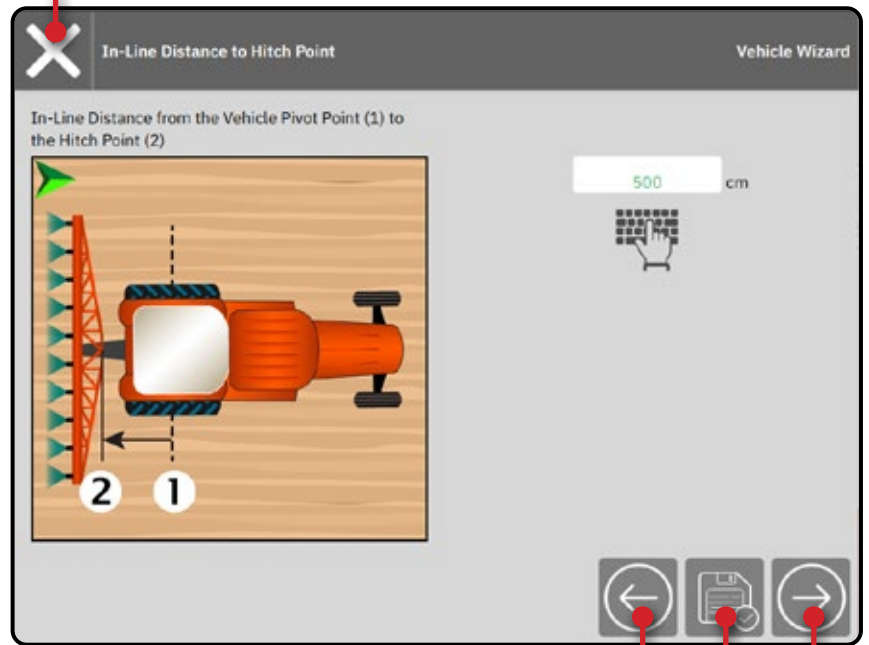 In-Line Distance to Hitch Point
Vehicle Wizard
In-Line Distance from the Vehicle Pivot Point (1) to
the Hitch Point (2)
500 cm
2 1